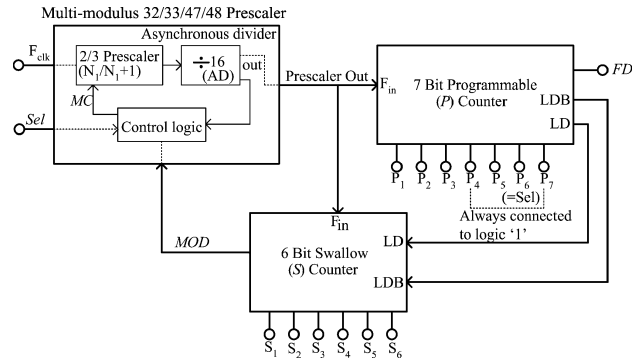 Multi-modulus 32/33/47/48 Prescaler
Asynchronous divider
F_clk
2/3 Prescaler
(N_1/N_1+1)
÷16
(AD)
out
MC
Sel
Control logic
Prescaler Out
F_in
7 Bit Programmable
(P) Counter
FD
LDB
LD
P_1 P_2 P_3 P_4 P_5 P_6 P_7
(=Sel)
Always connected
to logic ‘1’
MOD
F_in
6 Bit Swallow
(S) Counter
LD
LDB
S_1 S_2 S_3 S_4 S_5 S_6